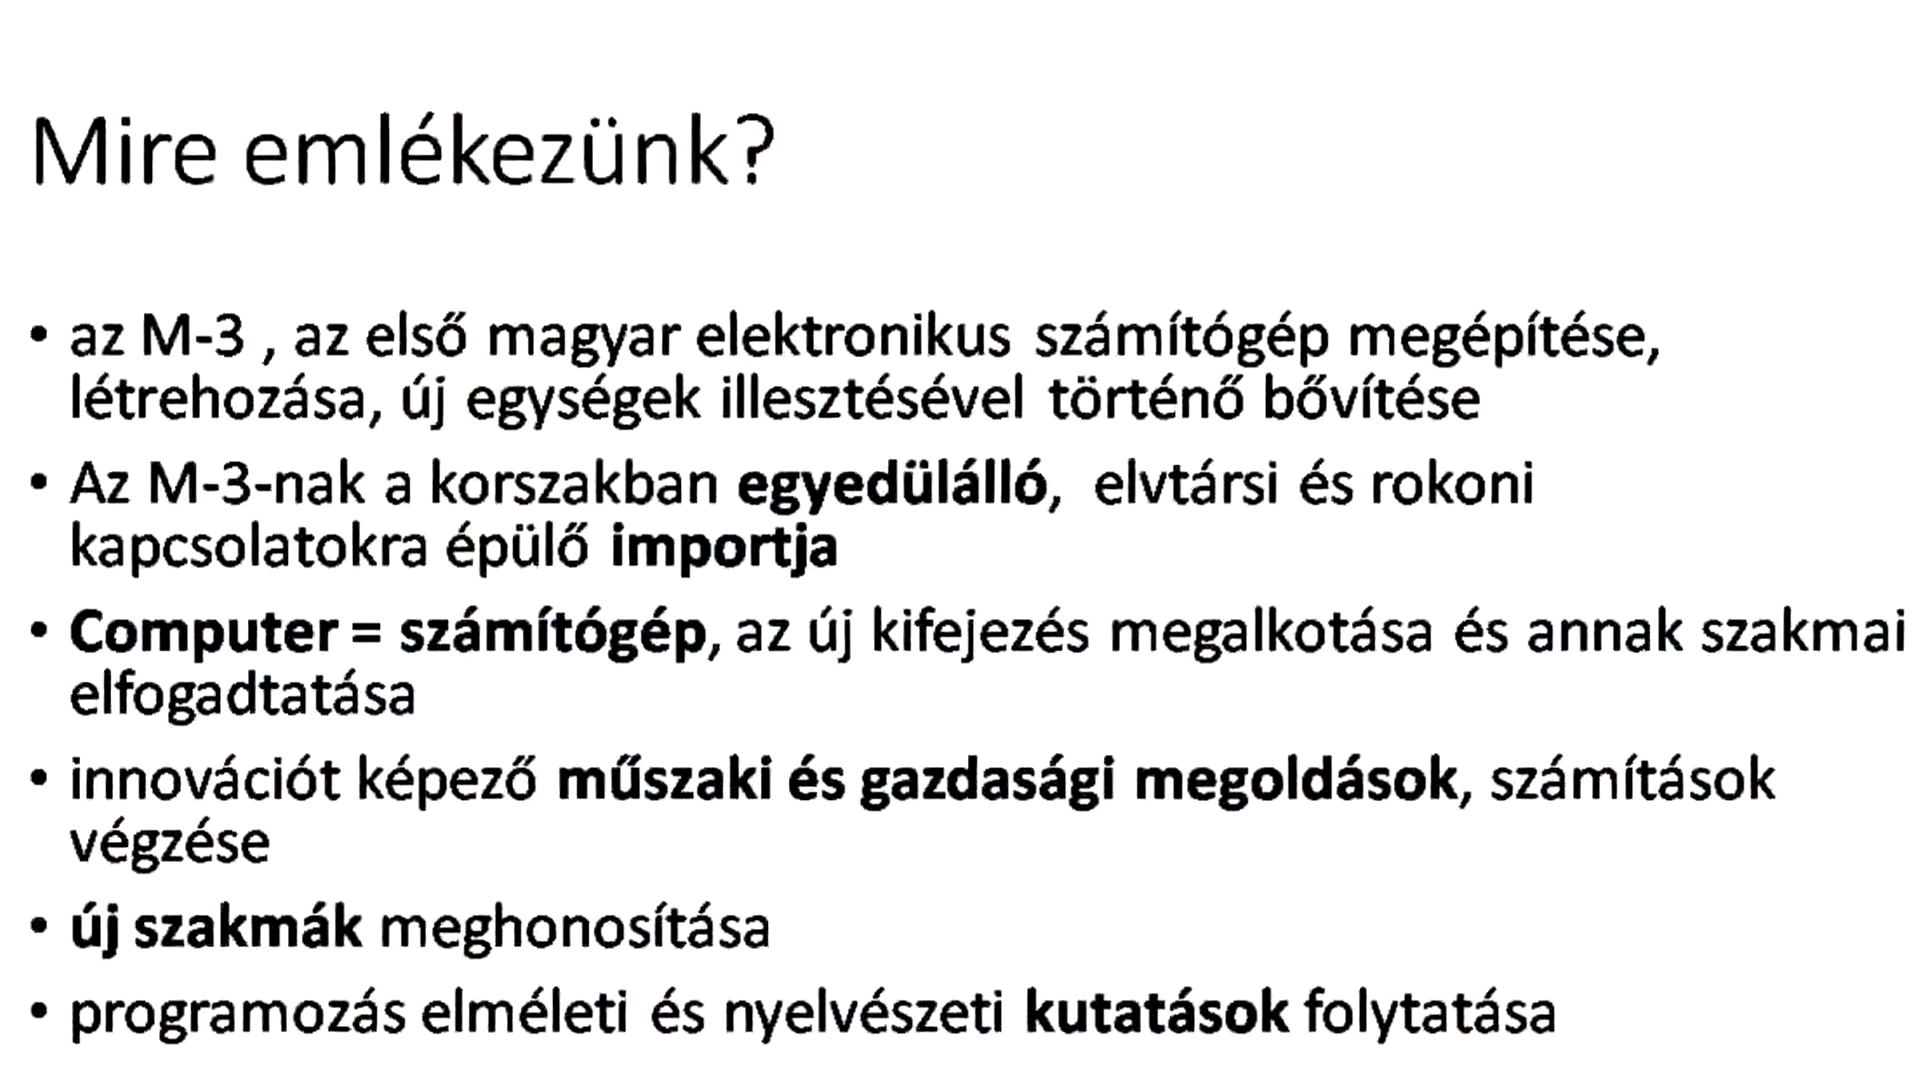 Mire emlékezünk?
• az M-3 , az első magyar elektronikus számítógép megépítése,
létrehozása, új egységek illesztésével történő bővítése
• Az M-3-nak a korszakban egyedülálló, elvtársi és rokoni
kapcsolatokra épülő importja
• Computer = számítógép, az új kifejezés megalkotása és annak szakmai
elfogadtatása
• innovációt képező műszaki és gazdasági megoldások, számítások
végzése
• új szakmák meghonosítása
• programozás elméleti és nyelvészeti kutatások folytatása